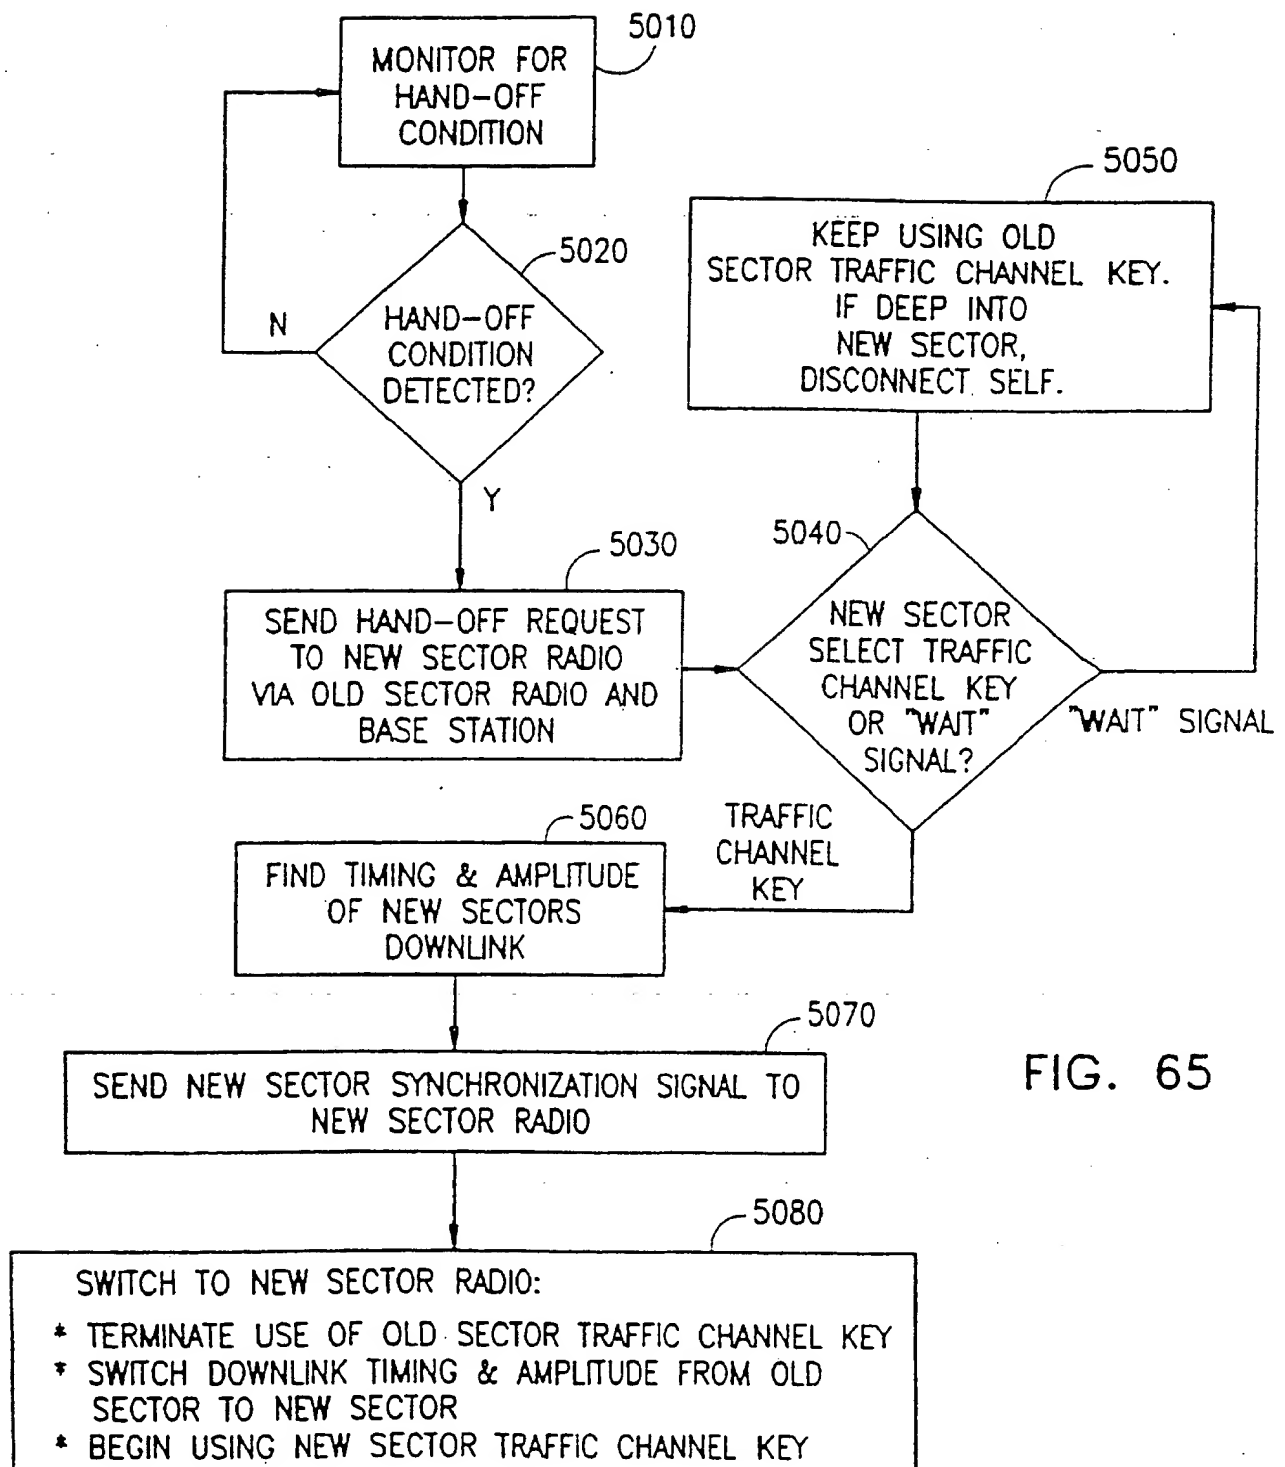 5010
MONITOR FOR
HAND-OFF
CONDITION
5020
HAND-OFF
CONDITION
DETECTED?
N
Y
5030
SEND HAND-OFF REQUEST
TO NEW SECTOR RADIO
VIA OLD SECTOR RADIO AND
BASE STATION
5050
KEEP USING OLD
SECTOR TRAFFIC CHANNEL KEY.
IF DEEP INTO
NEW SECTOR,
DISCONNECT SELF.
5040
NEW SECTOR
SELECT TRAFFIC
CHANNEL KEY
OR "WAIT"
SIGNAL?
"WAIT" SIGNAL
TRAFFIC
CHANNEL
KEY
5060
FIND TIMING & AMPLITUDE
OF NEW SECTORS
DOWNLINK
5070
SEND NEW SECTOR SYNCHRONIZATION SIGNAL TO
NEW SECTOR RADIO
FIG. 65
5080
SWITCH TO NEW SECTOR RADIO:
* TERMINATE USE OF OLD SECTOR TRAFFIC CHANNEL KEY
* SWITCH DOWNLINK TIMING & AMPLITUDE FROM OLD
SECTOR TO NEW SECTOR
* BEGIN USING NEW SECTOR TRAFFIC CHANNEL KEY